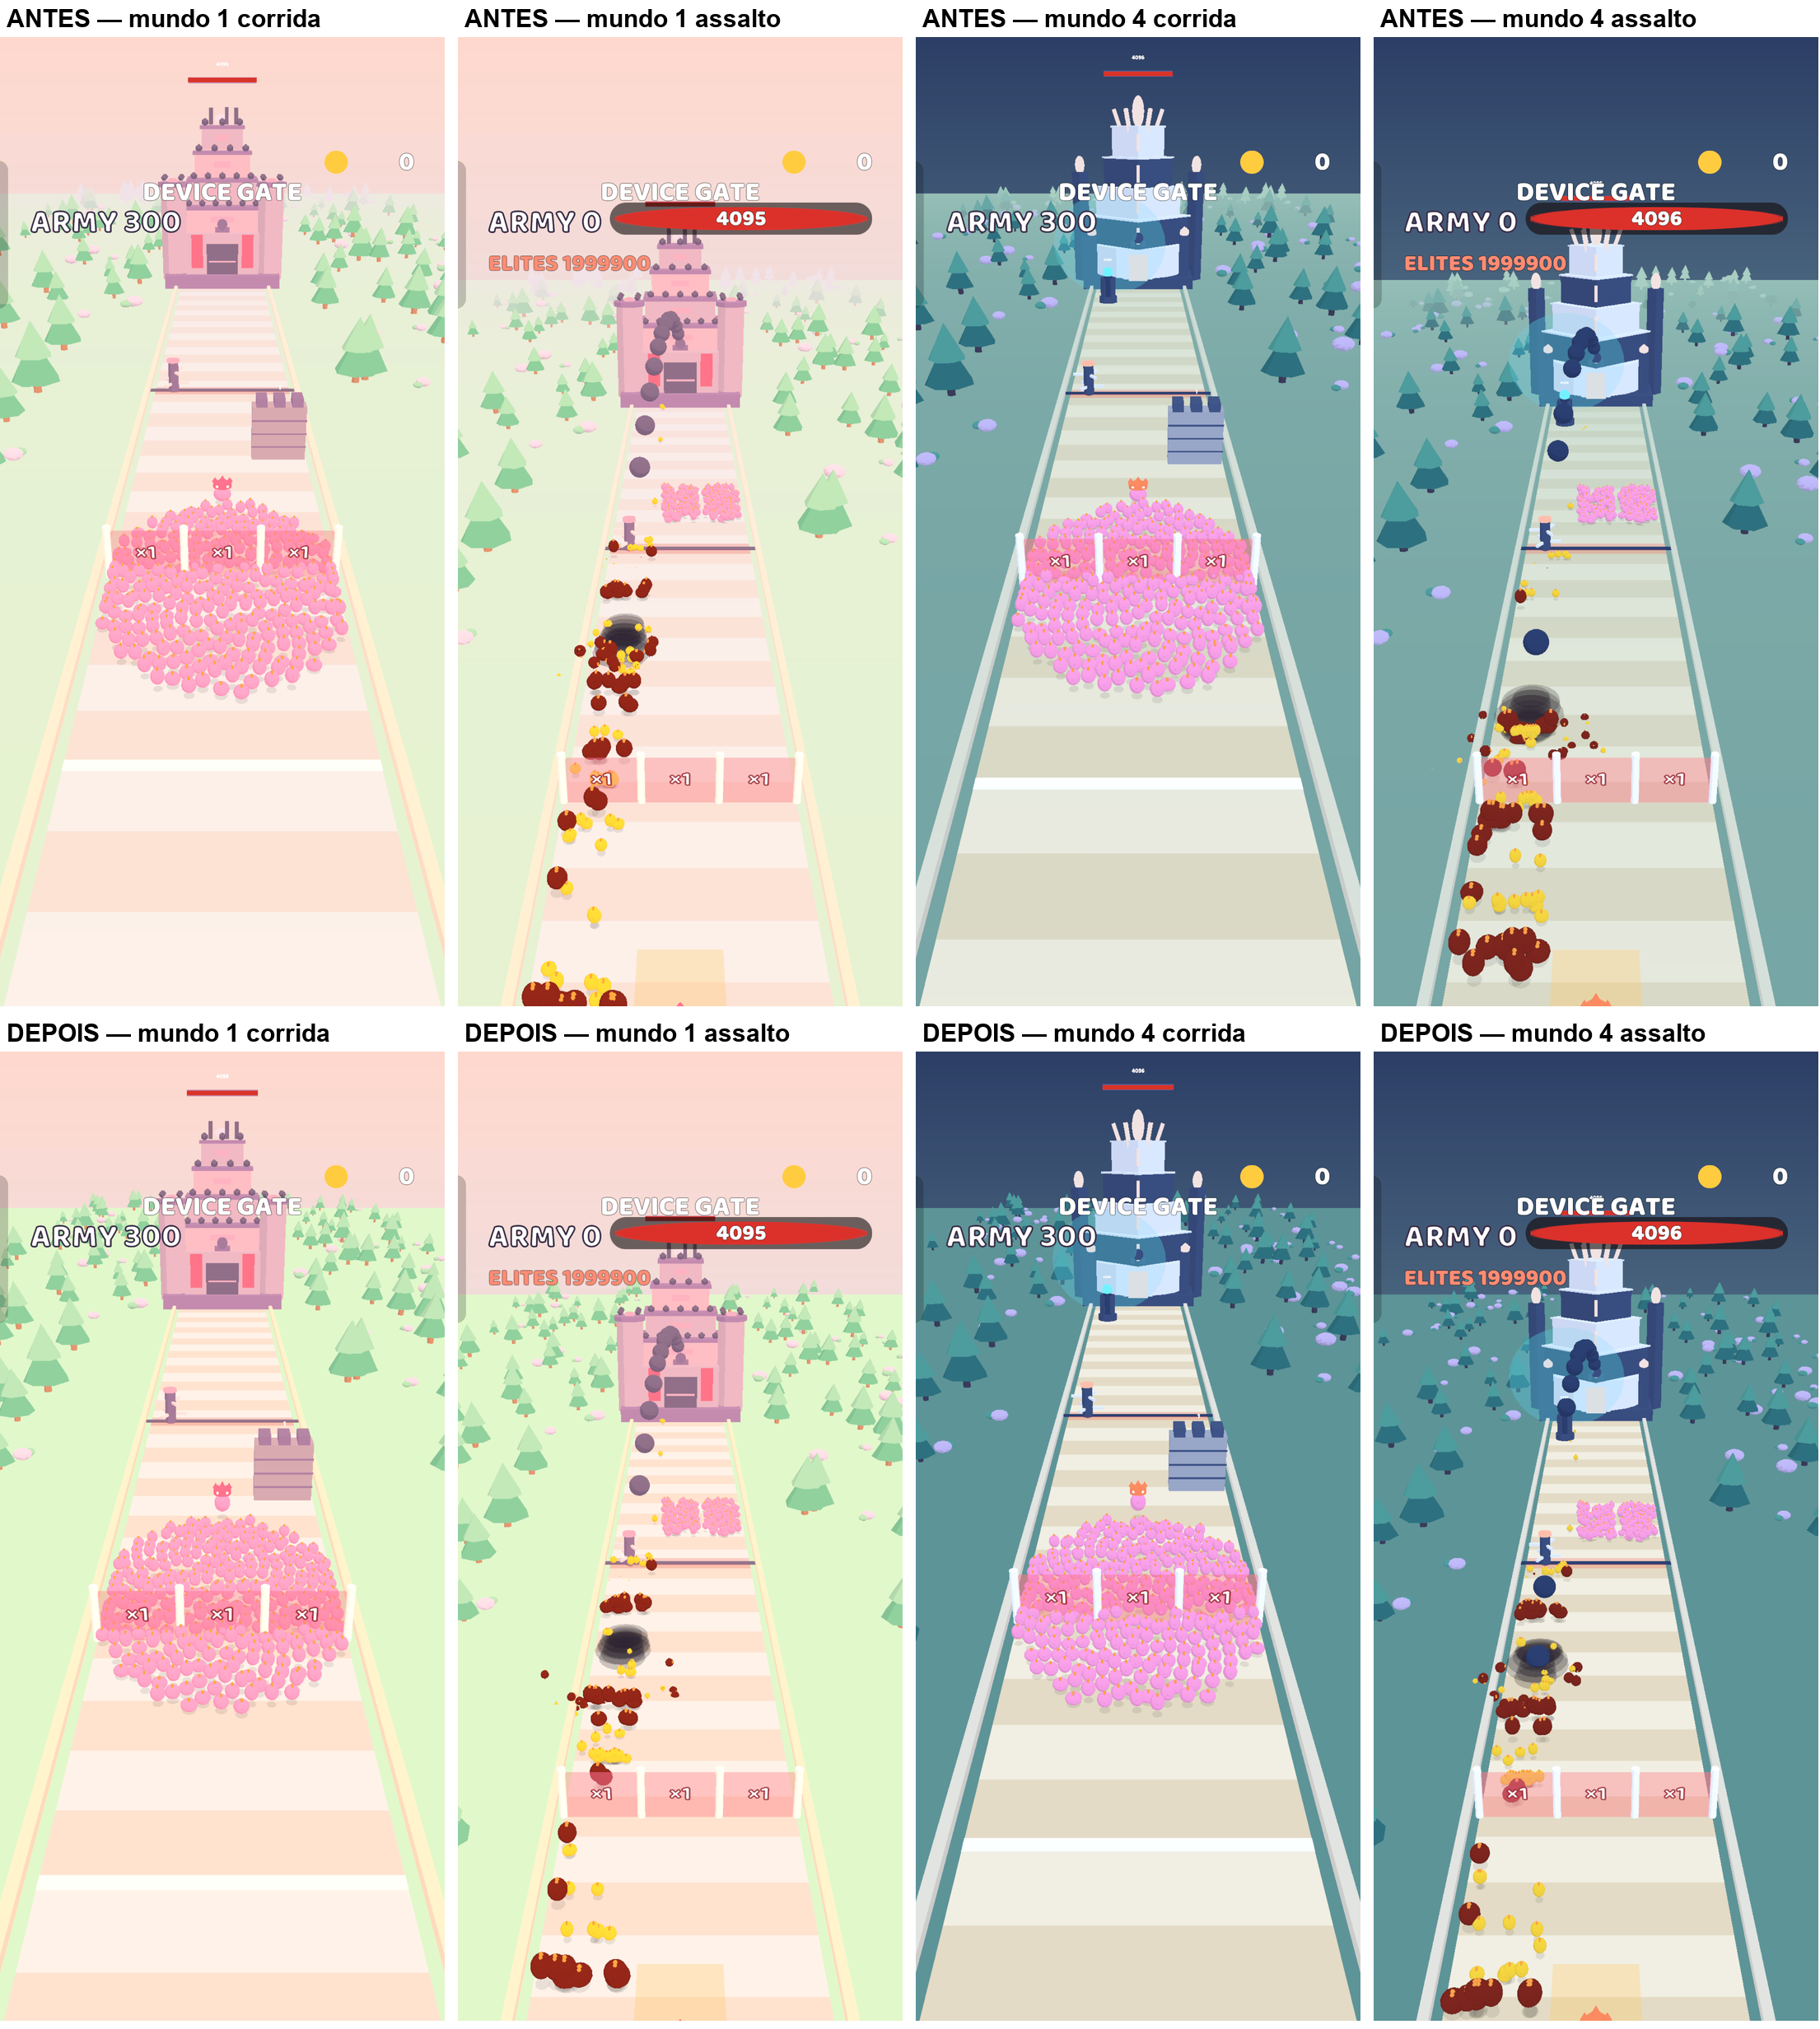 ANTES — mundo 1 corrida
0
DEVICE GATE
ARMY 300
×1 ×1 ×1
ANTES — mundo 1 assalto
0
DEVICE GATE
ARMY 0 4095
ELITES 1999900
×1 ×1 ×1
ANTES — mundo 4 corrida
4096
0
DEVICE GATE
ARMY 300
×1 ×1 ×1
ANTES — mundo 4 assalto
0
DEVICE GATE
ARMY 0 4096
ELITES 1999900
×1 ×1 ×1
DEPOIS — mundo 1 corrida
0
DEVICE GATE
ARMY 300
×1 ×1 ×1
DEPOIS — mundo 1 assalto
0
DEVICE GATE
ARMY 0 4095
ELITES 1999900
×1 ×1 ×1
DEPOIS — mundo 4 corrida
4096
0
DEVICE GATE
ARMY 300
×1 ×1 ×1
DEPOIS — mundo 4 assalto
0
DEVICE GATE
ARMY 0 4096
ELITES 1999900
×1 ×1 ×1